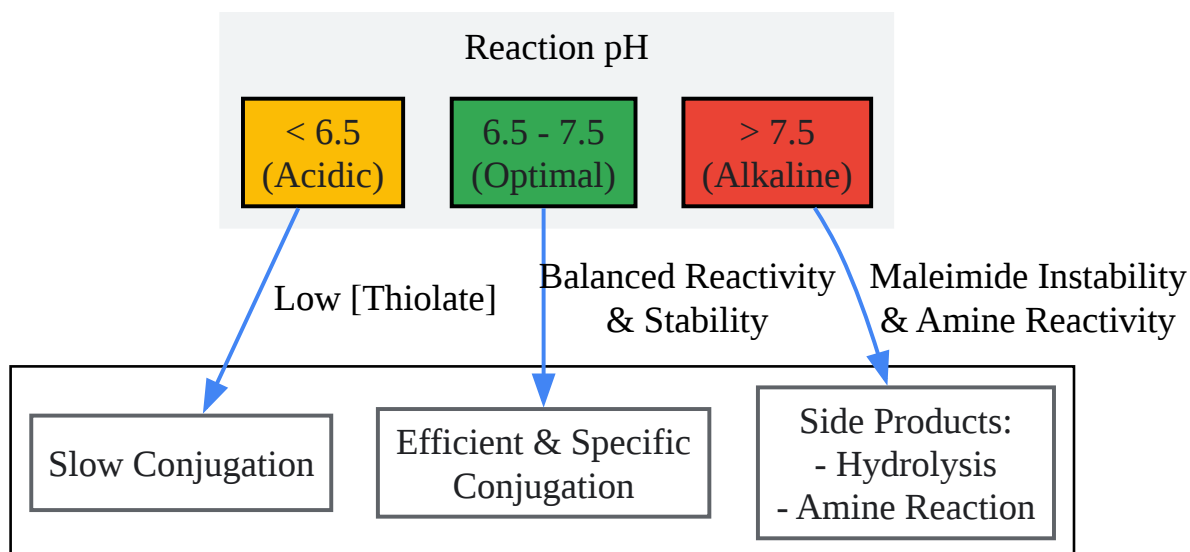 Reaction pH
< 6.5
(Acidic)
6.5 - 7.5
(Optimal)
> 7.5
(Alkaline)
Low [Thiolate]
Balanced Reactivity
& Stability
Maleimide Instability
& Amine Reactivity
Slow Conjugation
Efficient & Specific
Conjugation
Side Products:
- Hydrolysis
- Amine Reaction